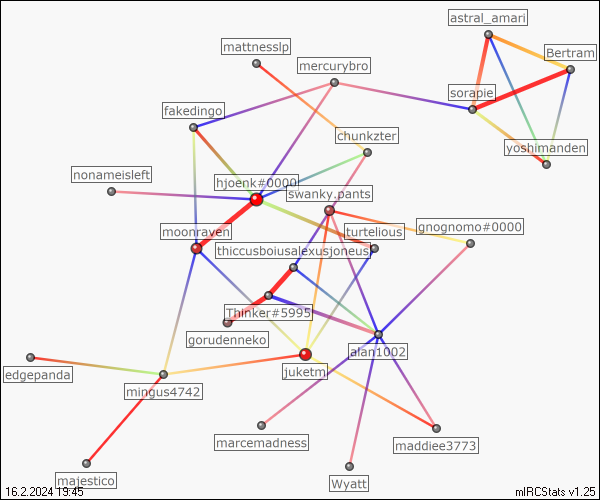 astral_amari
mattnesslp
Bertram
mercurybro
sorapie
fakedingo
chunkzter
yoshimanden
nonameisleft
hjoenk#0000
swanky.pants
moonraven
turtelious
gnognomo#0000
thiccusboiusalexusjoneus
Thinker#5995
gorudenneko
alan1002
edgepanda
juketm
mingus4742
marcemadness
maddiee3773
majestico
Wyatt
16.2.2024 19:45
mIRCStats v1.25